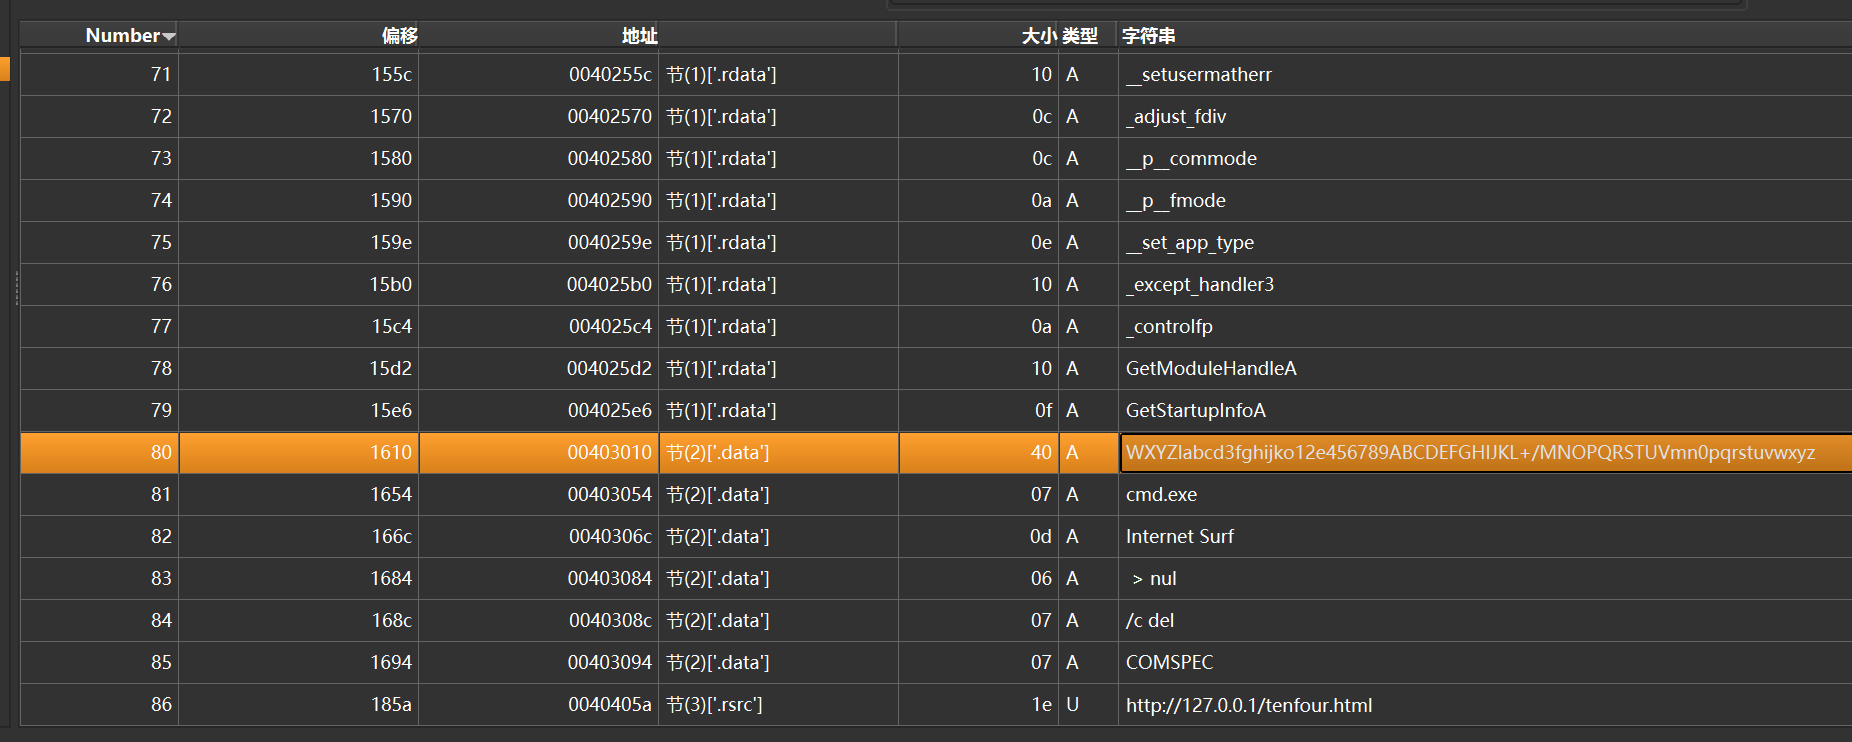 Number 偏移 地址 大小 类型 字符串
71 155c 0040255c 节(1)['.rdata'] 10 A __setusermatherr
72 1570 00402570 节(1)['.rdata'] 0c A _adjust_fdiv
73 1580 00402580 节(1)['.rdata'] 0c A __p__commode
74 1590 00402590 节(1)['.rdata'] 0a A __p__fmode
75 159e 0040259e 节(1)['.rdata'] 0e A __set_app_type
76 15b0 004025b0 节(1)['.rdata'] 10 A _except_handler3
77 15c4 004025c4 节(1)['.rdata'] 0a A _controlfp
78 15d2 004025d2 节(1)['.rdata'] 10 A GetModuleHandleA
79 15e6 004025e6 节(1)['.rdata'] 0f A GetStartupInfoA
80 1610 00403010 节(2)['.data'] 40 A WXYZlabcd3fghijko12e456789ABCDEFGHIJKL+/MNOPQRSTUVmn0pqrstuvwxyz
81 1654 00403054 节(2)['.data'] 07 A cmd.exe
82 166c 0040306c 节(2)['.data'] 0d A Internet Surf
83 1684 00403084 节(2)['.data'] 06 A > nul
84 168c 0040308c 节(2)['.data'] 07 A /c del
85 1694 00403094 节(2)['.data'] 07 A COMSPEC
86 185a 0040405a 节(3)['.rsrc'] 1e U http://127.0.0.1/tenfour.html